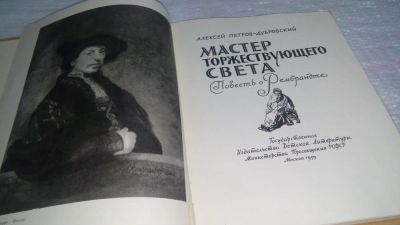 АЛЕКСЕЙ ПЕТРОВ-ДУБРОВСКИЙ
МАСТЕР
ТОРЖЕСТВУЮЩЕГО
СВЕТА
Повесть о Рембрандте
Государственное
Издательство Детской Литературы
Министерства Просвещения РСФСР
Москва 1959